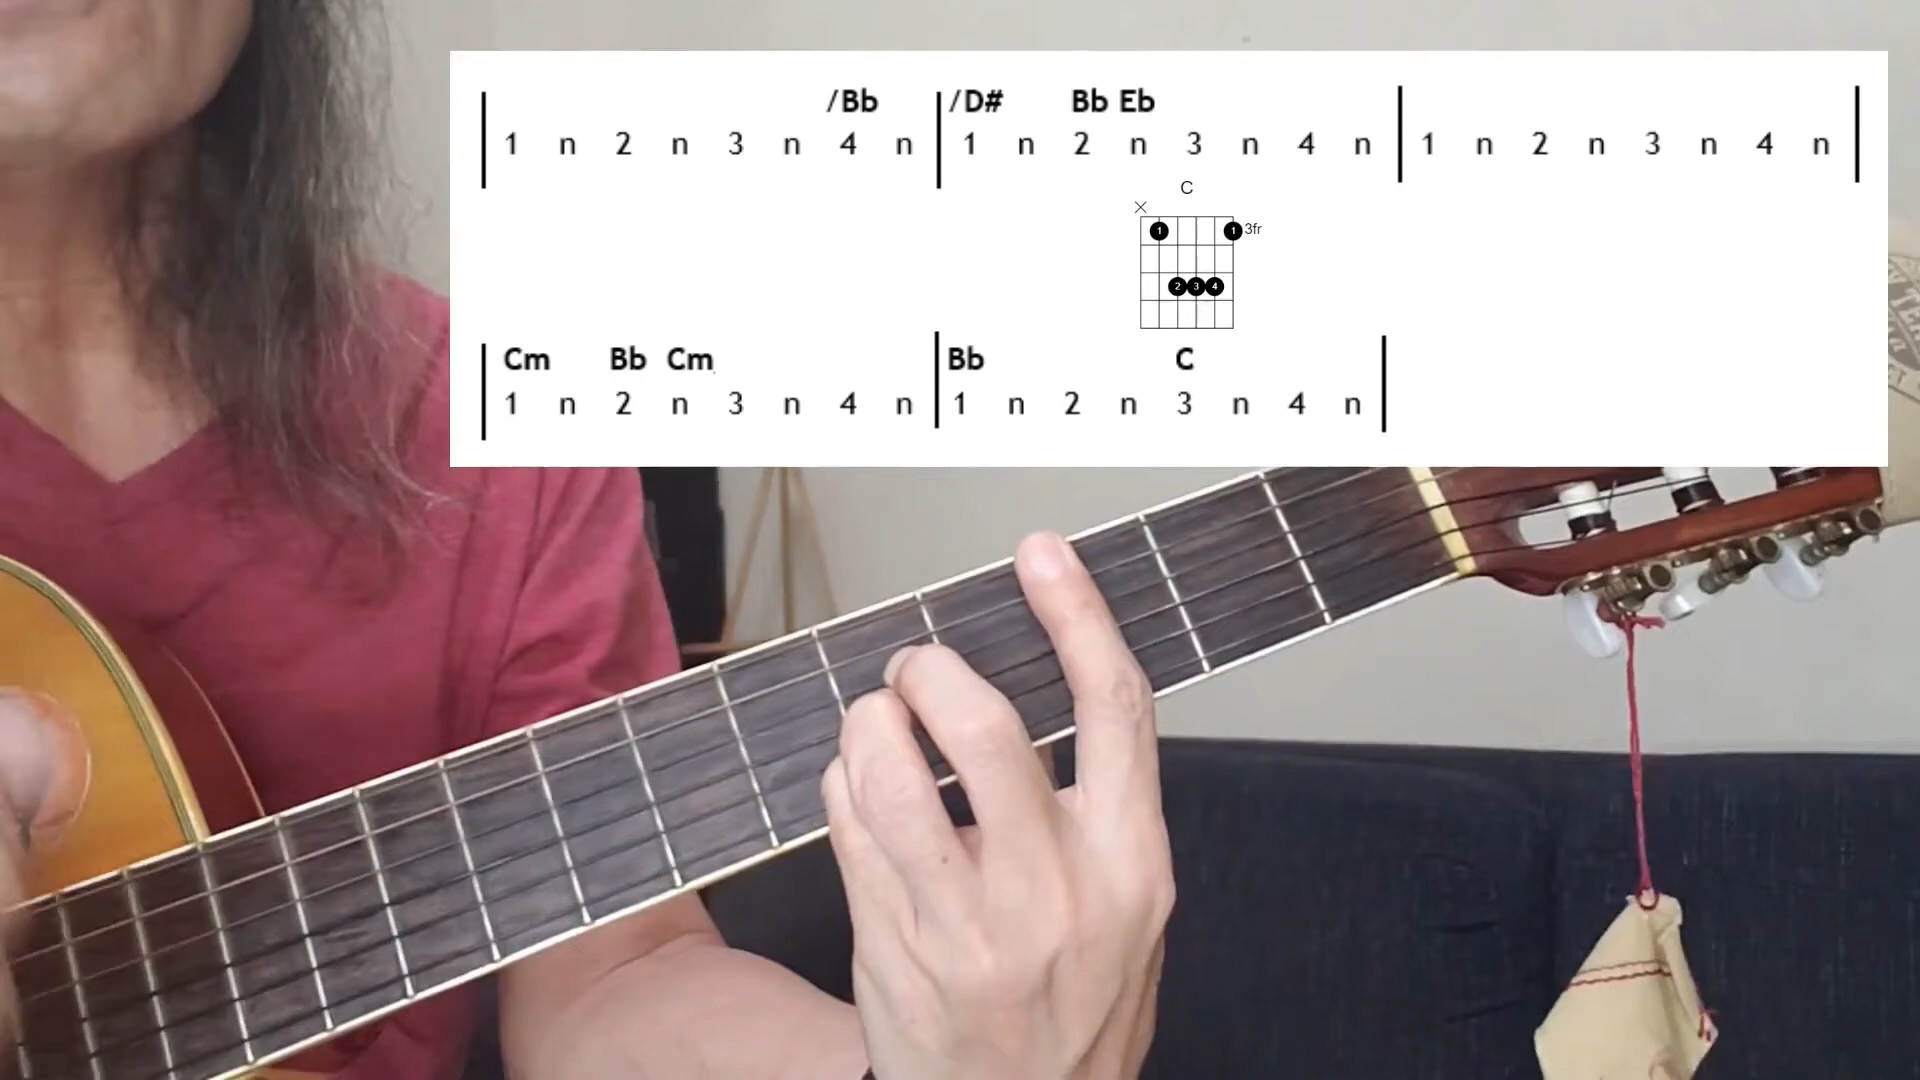 /Bb /D# Bb Eb
1 n 2 n 3 n 4 n 1 n 2 n 3 n 4 n 1 n 2 n 3 n 4 n
C
1 1 3fr
2 3 4
Cm Bb Cm Bb C
1 n 2 n 3 n 4 n 1 n 2 n 3 n 4 n